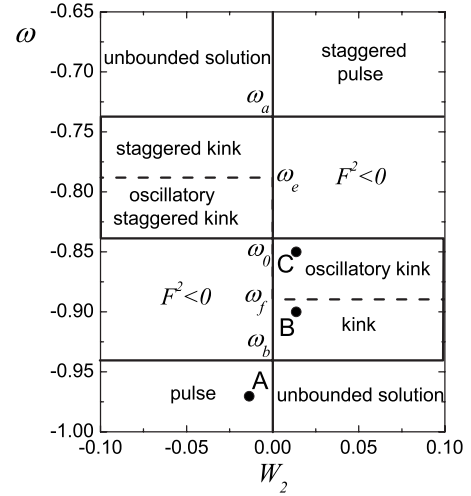 ω
-0.65
-0.70
-0.75
-0.80
-0.85
-0.90
-0.95
-1.00
unbounded solution
staggered
pulse
ω_a
staggered kink
oscillatory
staggered kink
ω_e
F²<0
ω_0
C
oscillatory kink
F²<0
ω_f
B
kink
ω_b
pulse
A
unbounded solution
-0.10 -0.05 0.00 0.05 0.10
W_2